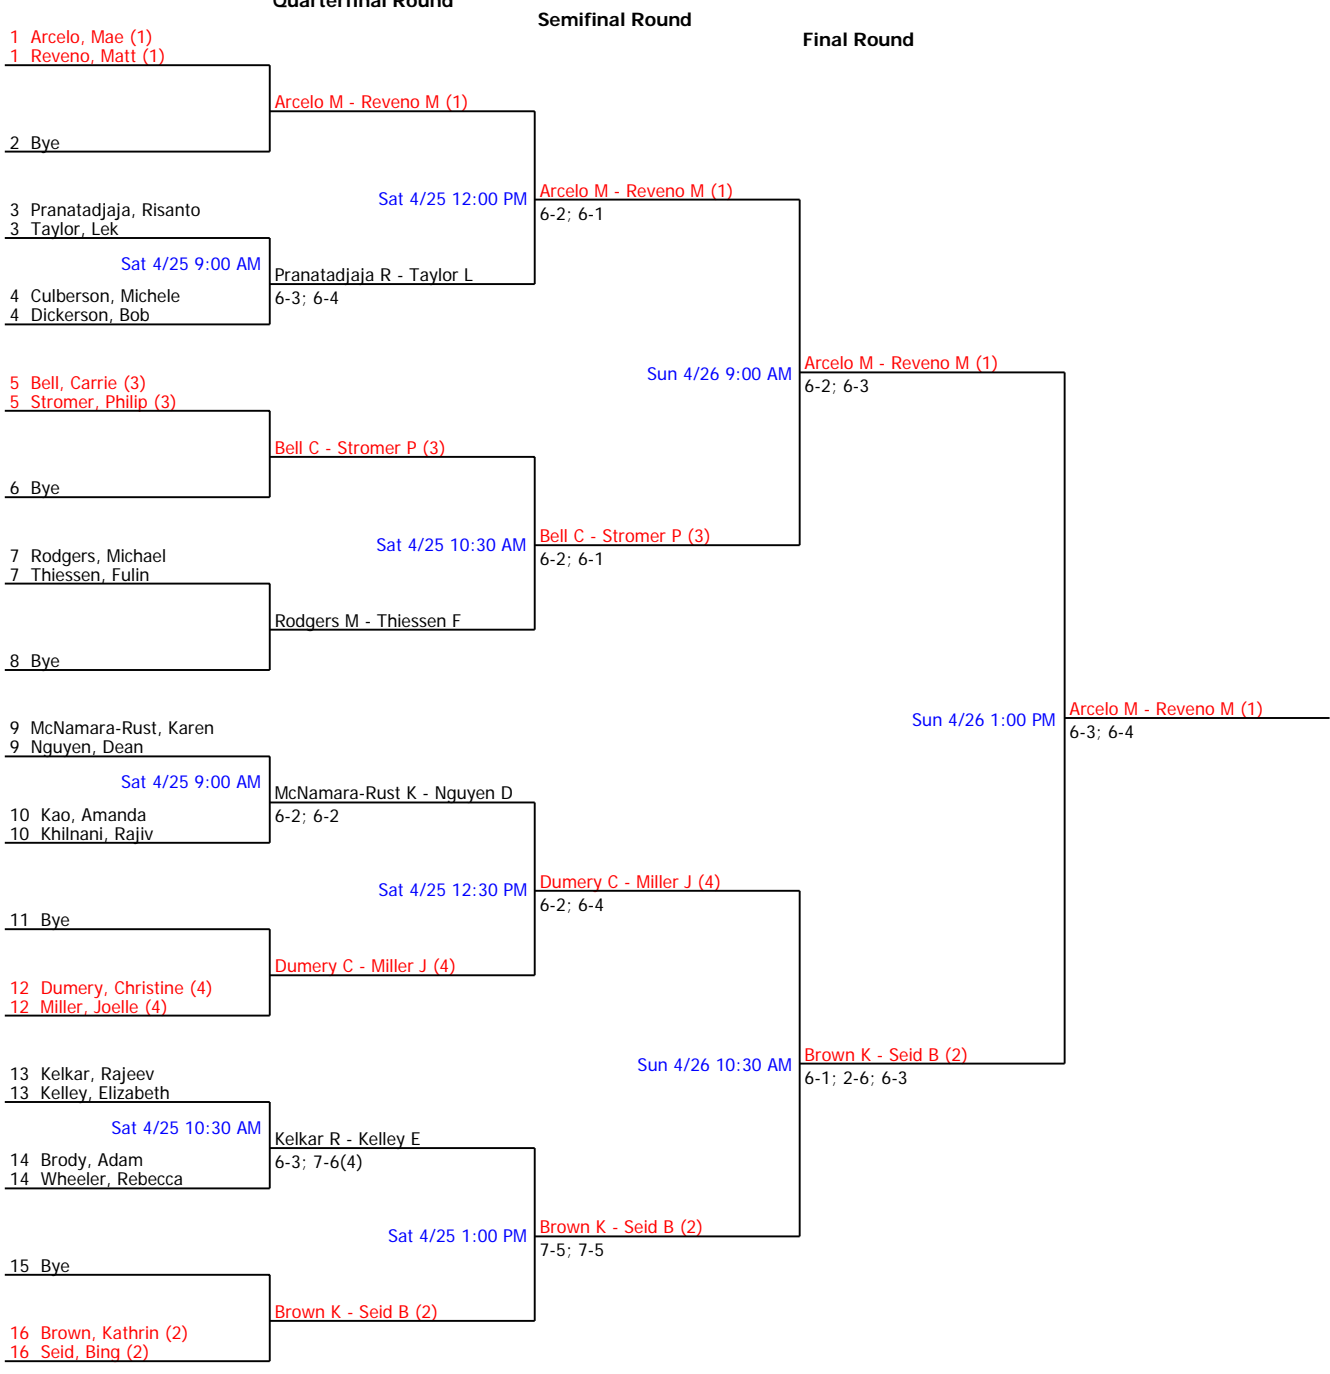 Quarterfinal Round
Semifinal Round
Final Round
1 Arcelo, Mae (1)
1 Reveno, Matt (1)
Arcelo M - Reveno M (1)
2 Bye
Sat 4/25 12:00 PM
Arcelo M - Reveno M (1)
6-2; 6-1
3 Pranatadjaja, Risanto
3 Taylor, Lek
Sat 4/25 9:00 AM
Pranatadjaja R - Taylor L
6-3; 6-4
4 Culberson, Michele
4 Dickerson, Bob
Sun 4/26 9:00 AM
Arcelo M - Reveno M (1)
6-2; 6-3
5 Bell, Carrie (3)
5 Stromer, Philip (3)
Bell C - Stromer P (3)
6 Bye
Sat 4/25 10:30 AM
Bell C - Stromer P (3)
6-2; 6-1
7 Rodgers, Michael
7 Thiessen, Fulin
Rodgers M - Thiessen F
8 Bye
Sun 4/26 1:00 PM
Arcelo M - Reveno M (1)
6-3; 6-4
9 McNamara-Rust, Karen
9 Nguyen, Dean
Sat 4/25 9:00 AM
McNamara-Rust K - Nguyen D
6-2; 6-2
10 Kao, Amanda
10 Khilnani, Rajiv
Sat 4/25 12:30 PM
Dumery C - Miller J (4)
6-2; 6-4
11 Bye
Dumery C - Miller J (4)
12 Dumery, Christine (4)
12 Miller, Joelle (4)
Sun 4/26 10:30 AM
Brown K - Seid B (2)
6-1; 2-6; 6-3
13 Kelkar, Rajeev
13 Kelley, Elizabeth
Sat 4/25 10:30 AM
Kelkar R - Kelley E
6-3; 7-6(4)
14 Brody, Adam
14 Wheeler, Rebecca
Sat 4/25 1:00 PM
Brown K - Seid B (2)
7-5; 7-5
15 Bye
Brown K - Seid B (2)
16 Brown, Kathrin (2)
16 Seid, Bing (2)